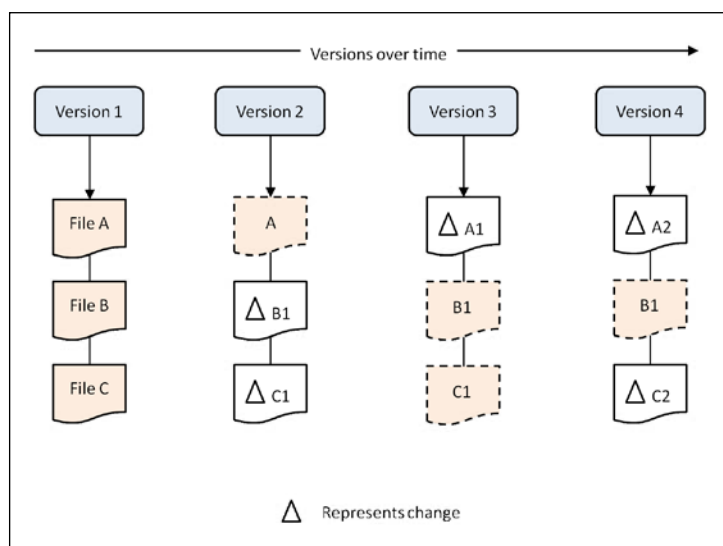 Versions over time
Version 1 Version 2 Version 3 Version 4
File A A Δ A1 Δ A2
File B Δ B1 B1 B1
File C Δ C1 C1 Δ C2
Δ Represents change